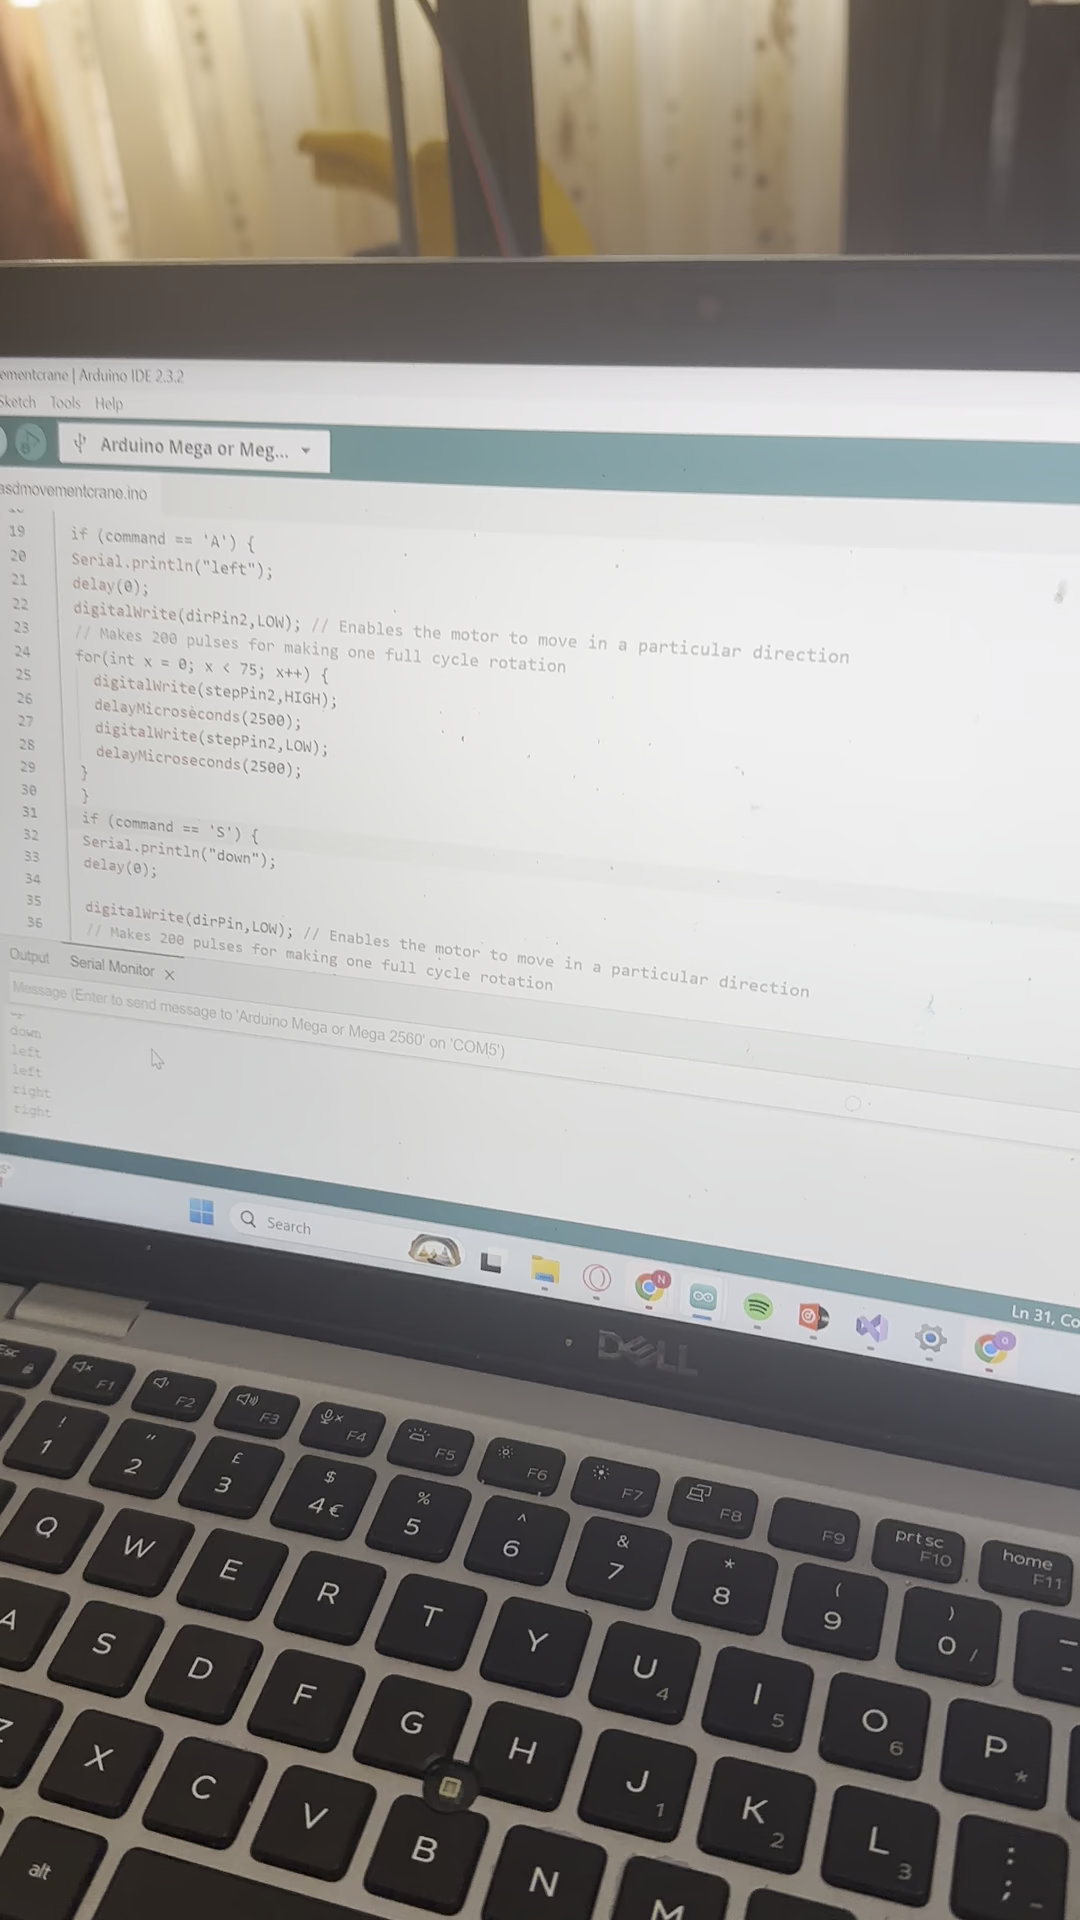 ementcrane | Arduino IDE 2.3.2
Sketch Tools Help
Arduino Mega or Meg...
asdmovementcrane.ino
19 if (command == 'A') {
20 Serial.println("left");
21 delay(0);
22 digitalWrite(dirPin2,LOW); // Enables the motor to move in a particular direction
23 // Makes 200 pulses for making one full cycle rotation
24 for(int x = 0; x < 75; x++) {
25 digitalWrite(stepPin2,HIGH);
26 delayMicroseconds(2500);
27 digitalWrite(stepPin2,LOW);
28 delayMicroseconds(2500);
29 }
30 }
31 if (command == 'S') {
32 Serial.println("down");
33 delay(0);
34
35 digitalWrite(dirPin,LOW); // Enables the motor to move in a particular direction
36 // Makes 200 pulses for making one full cycle rotation
Output Serial Monitor X
Message (Enter to send message to 'Arduino Mega or Mega 2560' on 'COM5')
down
left
left
right
right
Search
Ln 31, Co
DELL
Esc F1 F2 F3 F4 F5 F6 F7 F8 F9 prt sc F10 home F11
! 1 " 2 £ 3 $ 4 € % 5 ^ 6 & 7 * 8 ( 9 ) 0 / - -
Q W E R T Y U 4 I 5 O 6 P *
A S D F G H J 1 K 2 L 3 : ; -
Z X C V B N M
alt